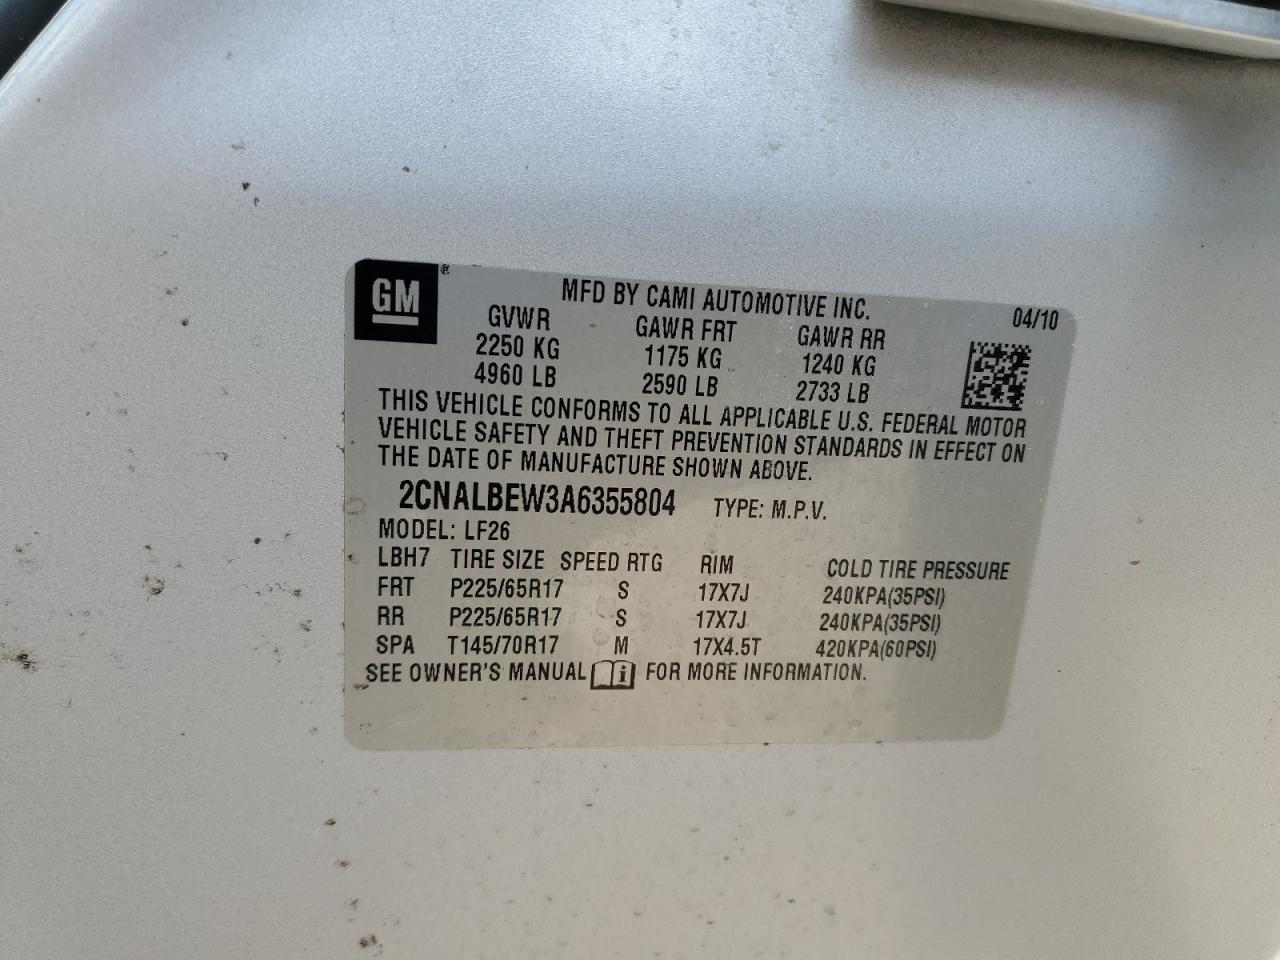 GM®
MFD BY CAMI AUTOMOTIVE INC. 04/10
GVWR GAWR FRT GAWR RR
2250 KG 1175 KG 1240 KG
4960 LB 2590 LB 2733 LB
THIS VEHICLE CONFORMS TO ALL APPLICABLE U.S. FEDERAL MOTOR
VEHICLE SAFETY AND THEFT PREVENTION STANDARDS IN EFFECT ON
THE DATE OF MANUFACTURE SHOWN ABOVE.
2CNALBEW3A6355804 TYPE: M.P.V.
MODEL: LF26
LBH7 TIRE SIZE SPEED RTG RIM COLD TIRE PRESSURE
FRT P225/65R17 S 17X7J 240KPA(35PSI)
RR P225/65R17 S 17X7J 240KPA(35PSI)
SPA T145/70R17 M 17X4.5T 420KPA(60PSI)
SEE OWNER'S MANUAL i FOR MORE INFORMATION.